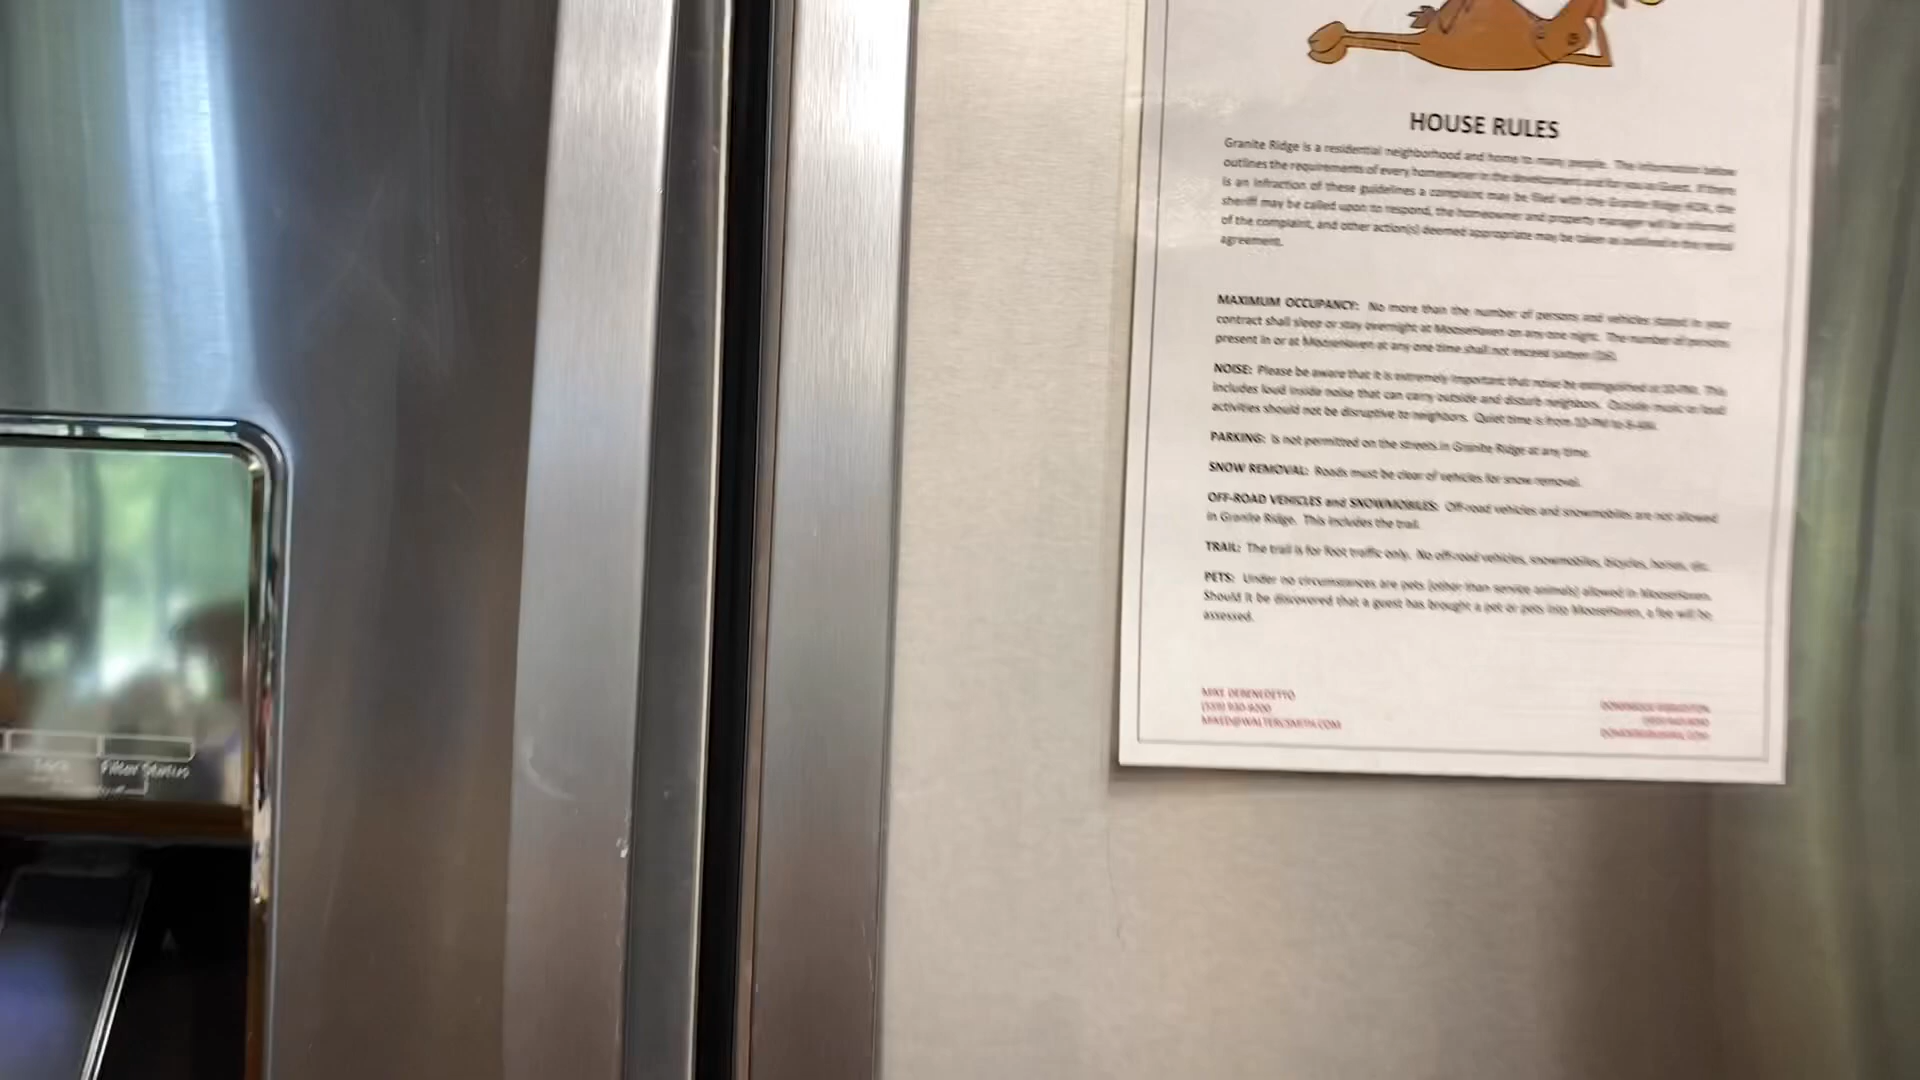 HOUSE RULES
Granite Ridge is a residential neighborhood and home to many people. The information below
outlines the requirements of every homeowner in the development and for you as Guest. If there
is an infraction of these guidelines a complaint may be filed with the Granite Ridge HOA, the
sheriff may be called upon to respond, the homeowner and property manager will be informed
of the complaint, and other action(s) deemed appropriate may be taken as outlined in the rental
agreement.
MAXIMUM OCCUPANCY: No more than the number of persons and vehicles stated in your
contract shall sleep or stay overnight at MooseHaven on any one night. The number of persons
present in or at MooseHaven at any one time shall not exceed sixteen (16).
NOISE: Please be aware that it is extremely important that noise be extinguished at 10-PM. This
includes loud inside noise that can carry outside and disturb neighbors. Outside music or loud
activities should not be disruptive to neighbors. Quiet time is from 10-PM to 8-AM.
PARKING: Is not permitted on the streets in Granite Ridge at any time.
SNOW REMOVAL: Roads must be clear of vehicles for snow removal.
OFF-ROAD VEHICLES and SNOWMOBILES: Off-road vehicles and snowmobiles are not allowed
in Granite Ridge. This includes the trail.
TRAIL: The trail is for foot traffic only. No off-road vehicles, snowmobiles, bicycles, horses, etc.
PETS: Under no circumstances are pets (other than service animals) allowed in MooseHaven.
Should it be discovered that a guest has brought a pet or pets into MooseHaven, a fee will be
assessed.
MIKE DEBENEDETTO
(559) 930-9200
MIKED@WALTERCSMITH.COM
Filter Status